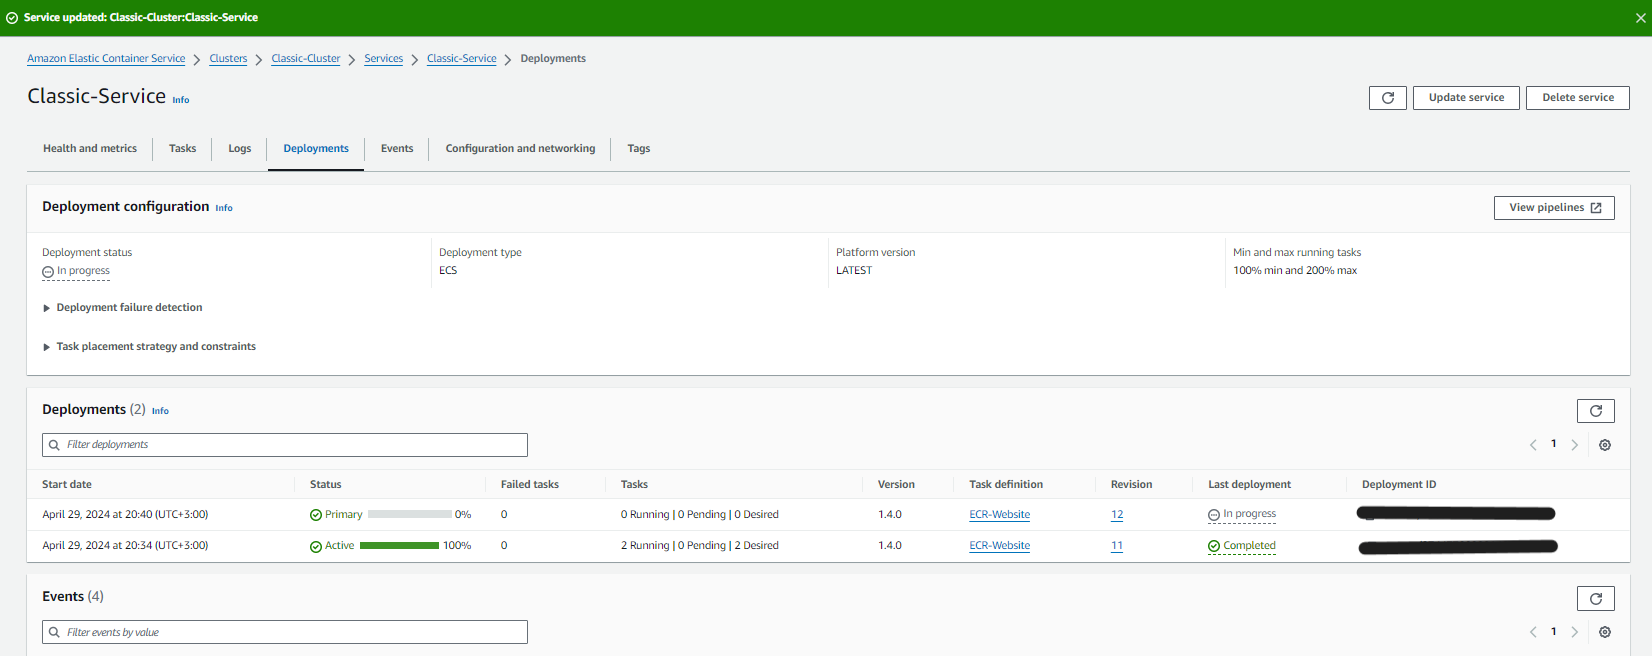 Service updated: Classic-Cluster:Classic-Service
Amazon Elastic Container Service > Clusters > Classic-Cluster > Services > Classic-Service > Deployments
Classic-Service Info
Update service
Delete service
Health and metrics
Tasks
Logs
Deployments
Events
Configuration and networking
Tags
Deployment configuration Info
View pipelines
Deployment status
In progress
Deployment type
ECS
Platform version
LATEST
Min and max running tasks
100% min and 200% max
Deployment failure detection
Task placement strategy and constraints
Deployments (2) Info
Filter deployments
1
Start date Status Failed tasks Tasks Version Task definition Revision Last deployment Deployment ID
April 29, 2024 at 20:40 (UTC+3:00) Primary 0% 0 0 Running | 0 Pending | 0 Desired 1.4.0 ECR-Website 12 In progress
April 29, 2024 at 20:34 (UTC+3:00) Active 100% 0 2 Running | 0 Pending | 2 Desired 1.4.0 ECR-Website 11 Completed
Events (4)
Filter events by value
1